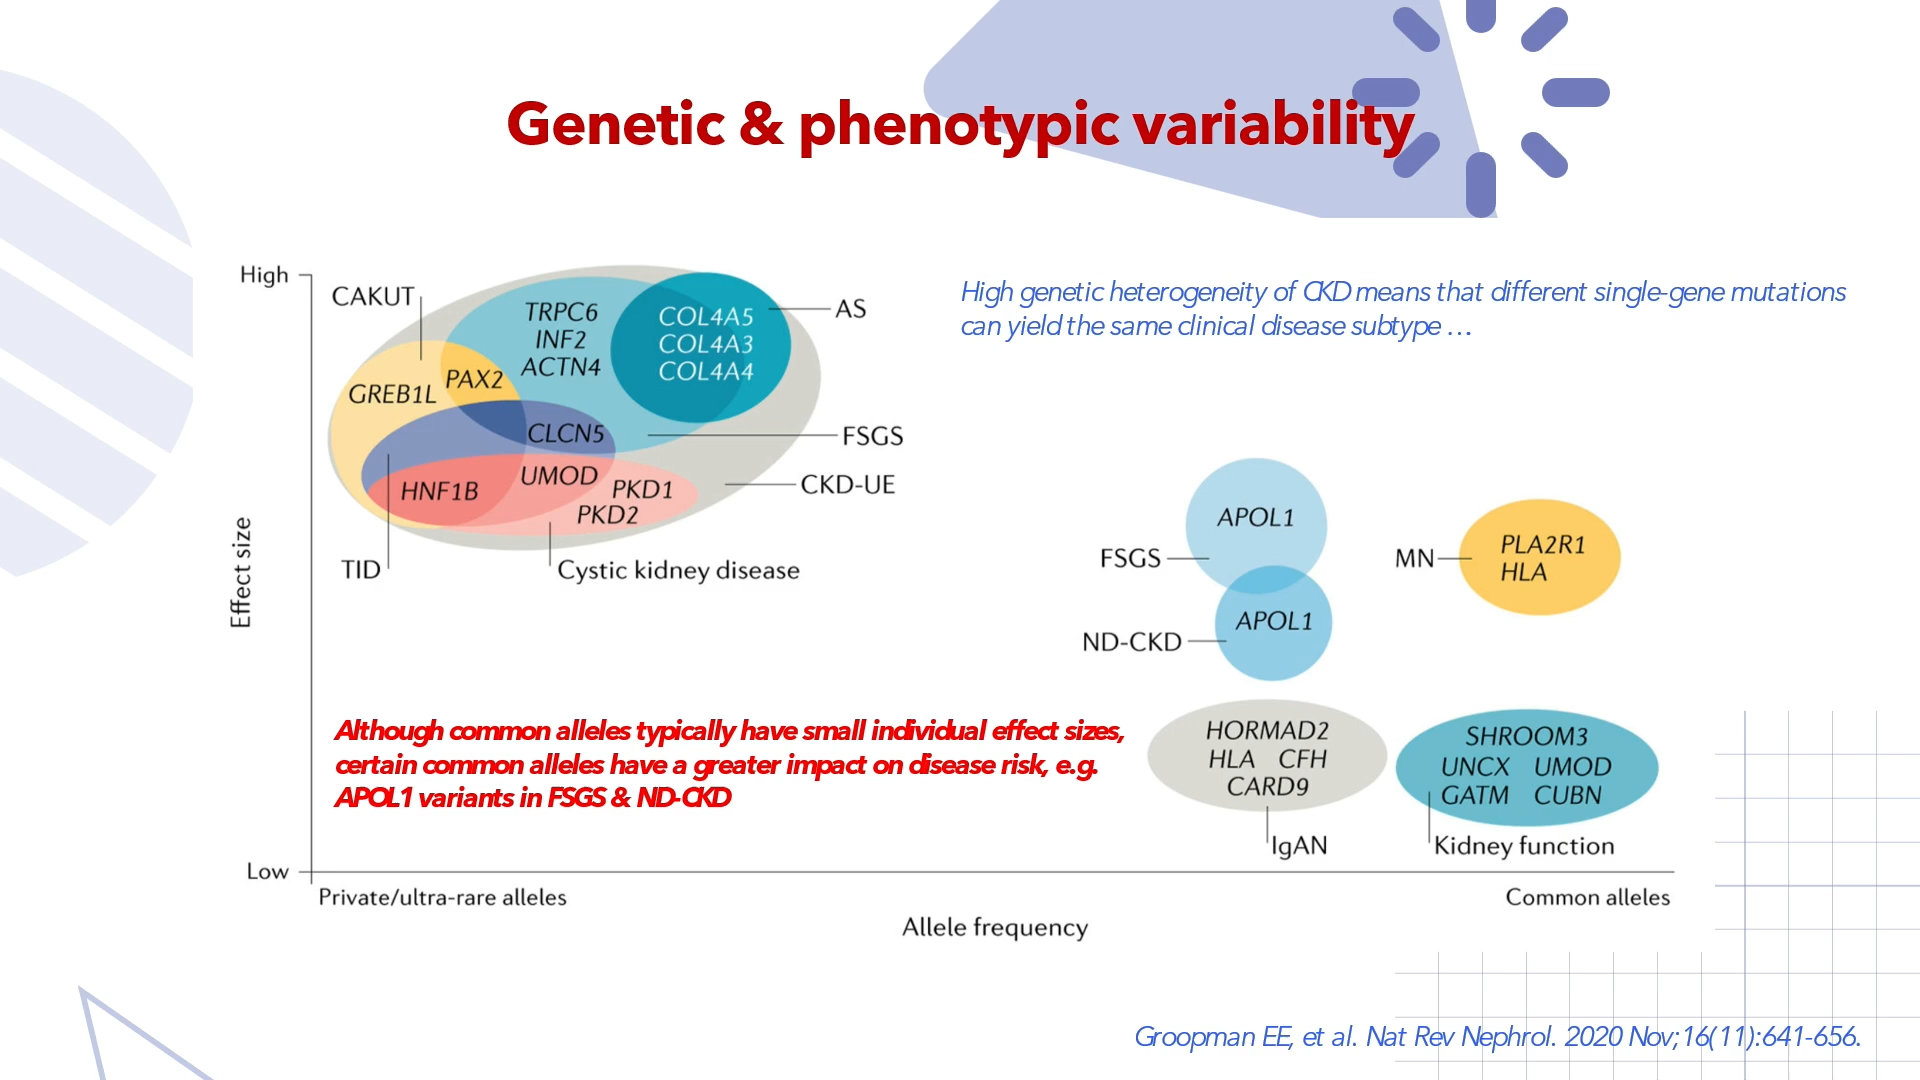 Genetic & phenotypic variability
High genetic heterogeneity of CKD means that different single-gene mutations
can yield the same clinical disease subtype …
High
CAKUT
TRPC6
INF2
ACTN4
COL4A5
COL4A3
COL4A4
AS
GREB1L
PAX2
CLCN5
FSGS
HNF1B
UMOD
PKD1
PKD2
CKD-UE
TID
Cystic kidney disease
Effect size
APOL1
FSGS
APOL1
ND-CKD
MN
PLA2R1
HLA
Although common alleles typically have small individual effect sizes,
certain common alleles have a greater impact on disease risk, e.g.
APOL1 variants in FSGS & ND-CKD
HORMAD2
HLA CFH
CARD9
IgAN
SHROOM3
UNCX UMOD
GATM CUBN
Kidney function
Low
Private/ultra-rare alleles
Common alleles
Allele frequency
Groopman EE, et al. Nat Rev Nephrol. 2020 Nov;16(11):641-656.